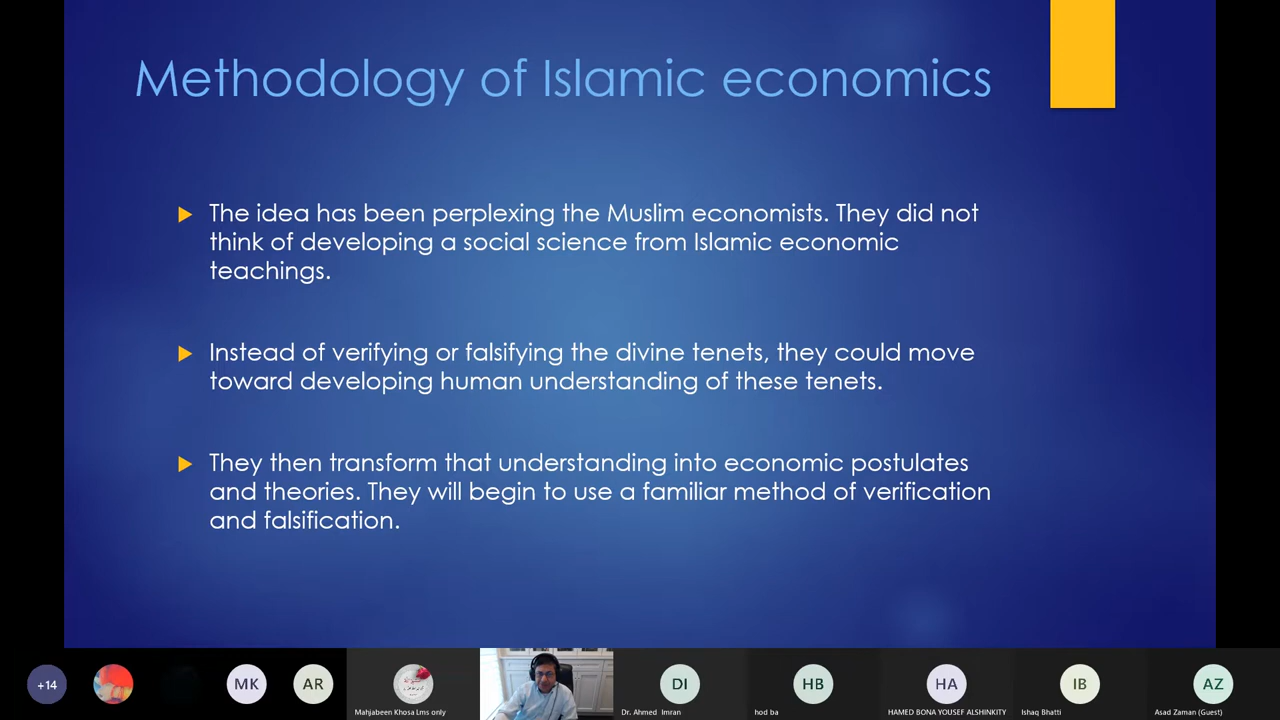 Methodology of Islamic economics
The idea has been perplexing the Muslim economists. They did not
think of developing a social science from Islamic economic
teachings.
Instead of verifying or falsifying the divine tenets, they could move
toward developing human understanding of these tenets.
They then transform that understanding into economic postulates
and theories. They will begin to use a familiar method of verification
and falsification.
+14
MK
AR
DI
HB
HA
IB
AZ
Mahjabeen Khosa Lms only
Dr. Ahmed Imran
hod ba
HAMED BONA YOUSEF ALSHINKITY
Ishaq Bhatti
Asad Zaman (Guest)